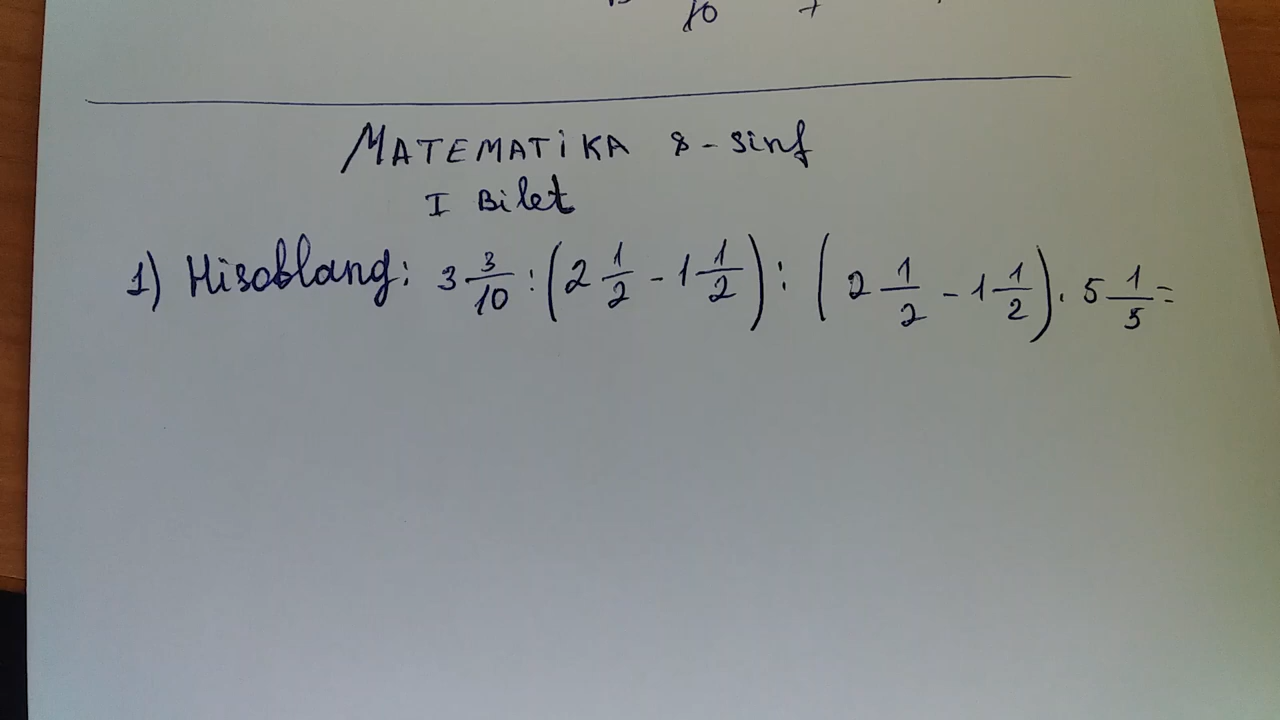 10
MATEMATIKA 8-sinf
I Bilet
1) Hisoblang: 3 3/10 : (2 1/2 - 1 1/2) : (2 1/2 - 1 1/2) · 5 1/5 =